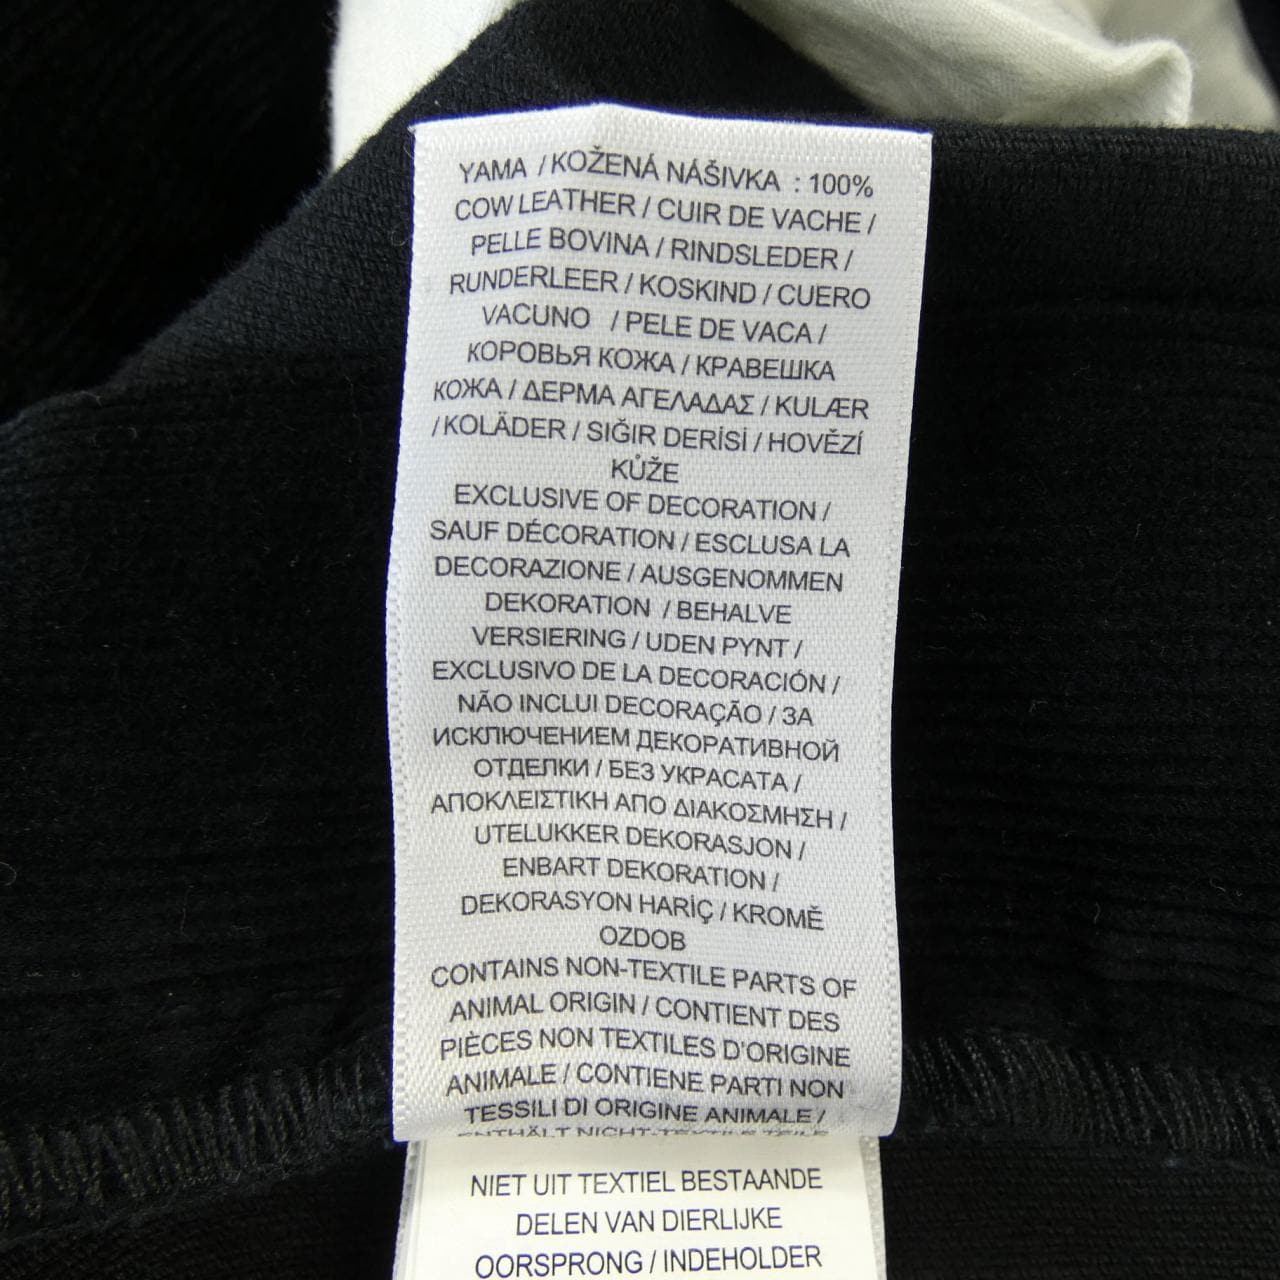 YAMA / KOŽENÁ NÁŠIVKA : 100%
COW LEATHER / CUIR DE VACHE /
PELLE BOVINA / RINDSLEDER /
RUNDERLEER / KOSKIND / CUERO
VACUNO / PELE DE VACA /
КОРОВЬЯ КОЖА / КРАВЕШКА
КОЖА / ΔΕΡΜΑ ΑΓΕΛΑΔΑΣ / KULÆR
/ KOLÄDER / SIĞIR DERİSİ / HOVĚZÍ
KŮŽE
EXCLUSIVE OF DECORATION /
SAUF DÉCORATION / ESCLUSA LA
DECORAZIONE / AUSGENOMMEN
DEKORATION / BEHALVE
VERSIERING / UDEN PYNT /
EXCLUSIVO DE LA DECORACIÓN /
NÃO INCLUI DECORAÇÃO / ЗА
ИСКЛЮЧЕНИЕМ ДЕКОРАТИВНОЙ
ОТДЕЛКИ / БЕЗ УКРАСАТА /
ΑΠΟΚΛΕΙΣΤΙΚΗ ΑΠΟ ΔΙΑΚΟΣΜΗΣΗ /
UTELUKKER DEKORASJON /
ENBART DEKORATION /
DEKORASYON HARİÇ / KROMĚ
OZDOB
CONTAINS NON-TEXTILE PARTS OF
ANIMAL ORIGIN / CONTIENT DES
PIÈCES NON TEXTILES D'ORIGINE
ANIMALE / CONTIENE PARTI NON
TESSILI DI ORIGINE ANIMALE /
ENTHÄLT NICHT-TEXTILE TEILE
NIET UIT TEXTIEL BESTAANDE
DELEN VAN DIERLIJKE
OORSPRONG / INDEHOLDER